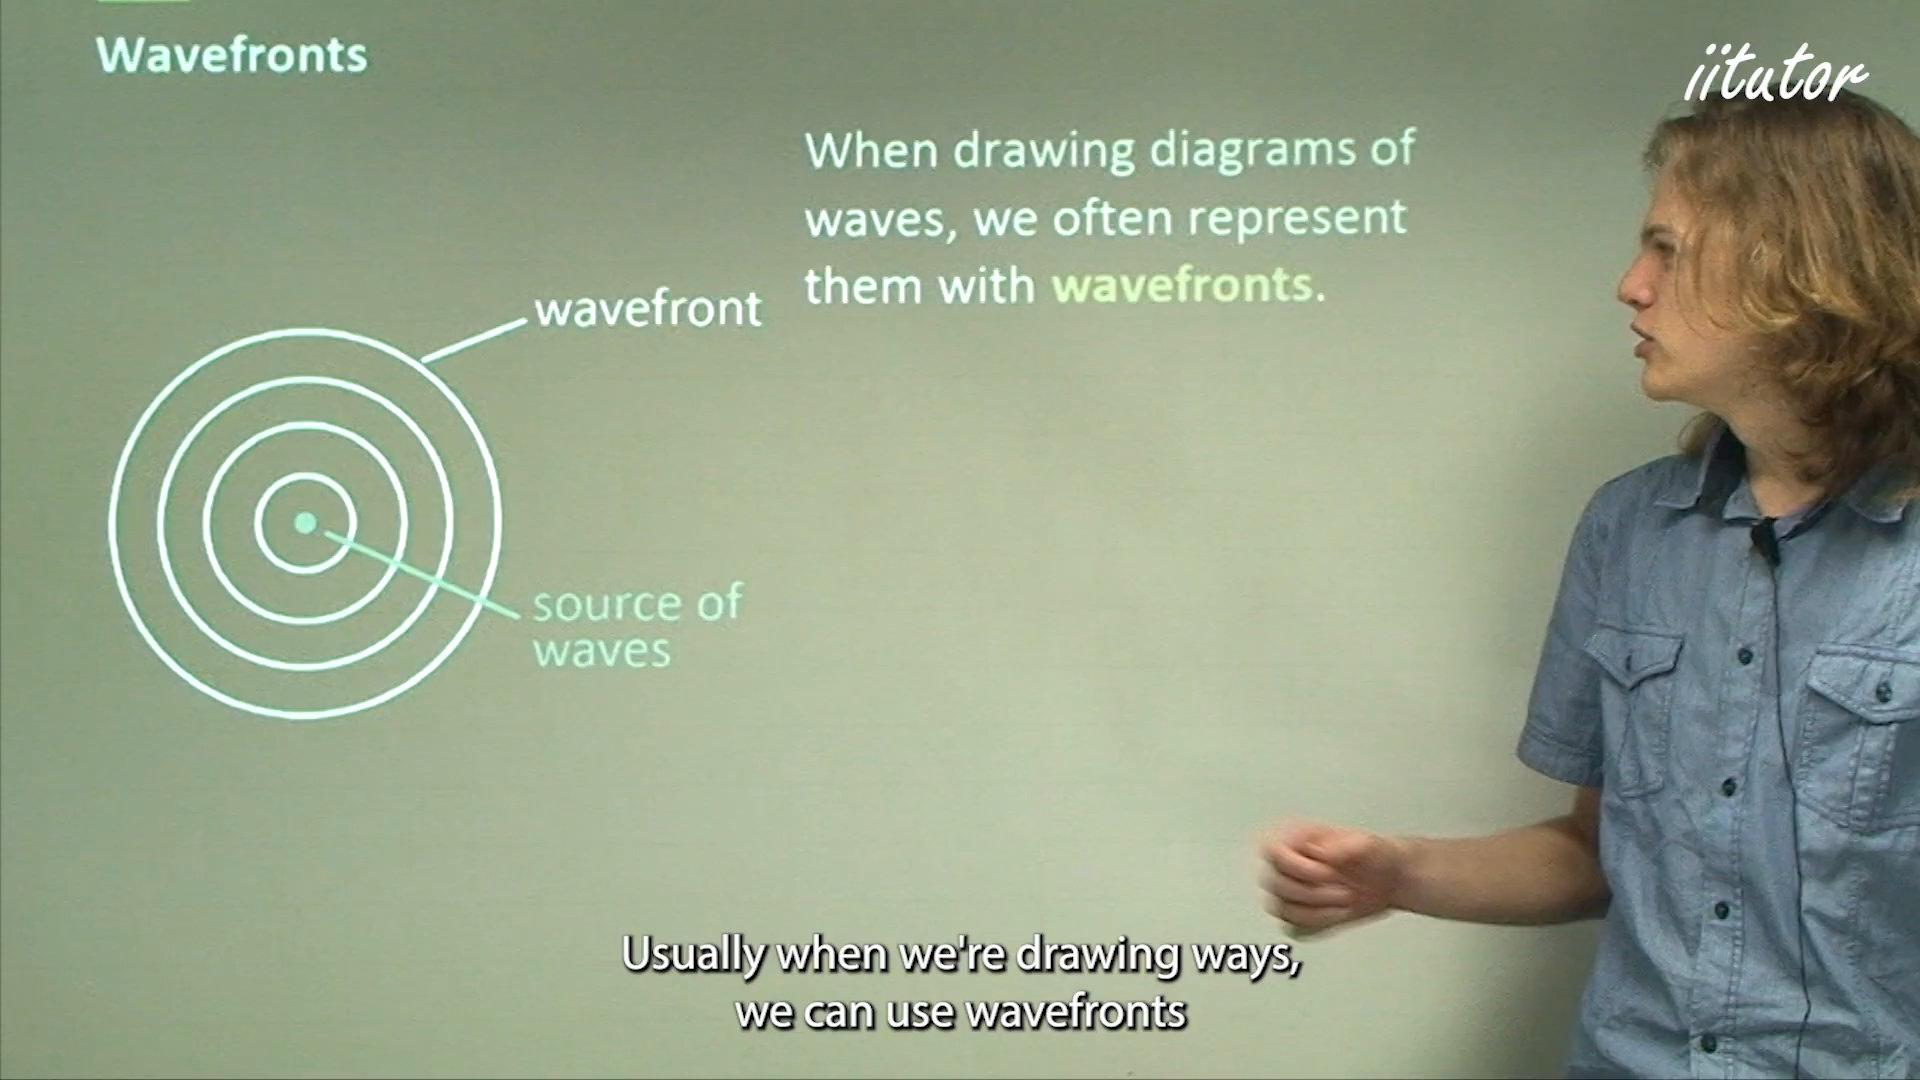 Wavefronts
iitutor
When drawing diagrams of
waves, we often represent
them with wavefronts.
wavefront
source of
waves
Usually when we're drawing ways,
we can use wavefronts